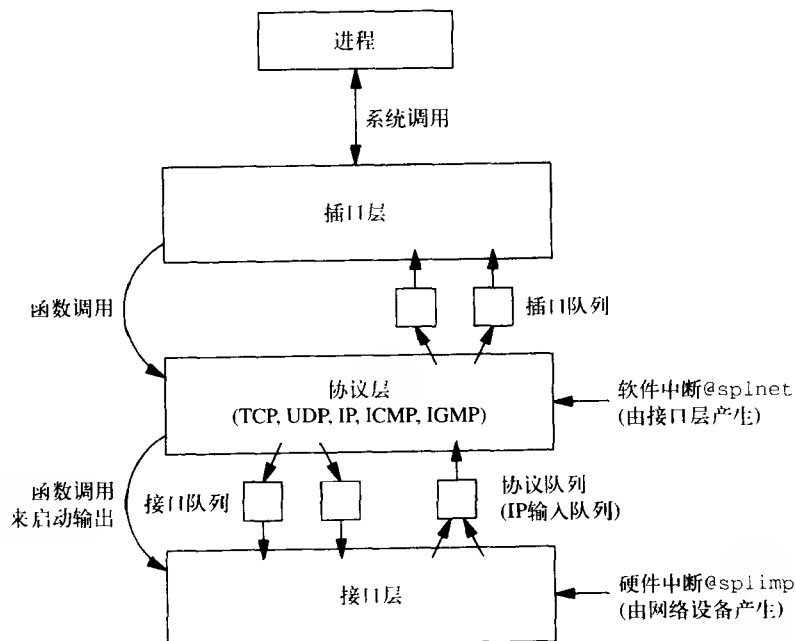 进程
系统调用
插口层
函数调用
插口队列
协议层
(TCP, UDP, IP, ICMP, IGMP)
软件中断@splnet
(由接口层产生)
函数调用
来启动输出
接口队列
协议队列
(IP输入队列)
接口层
硬件中断@splimp
(由网络设备产生)